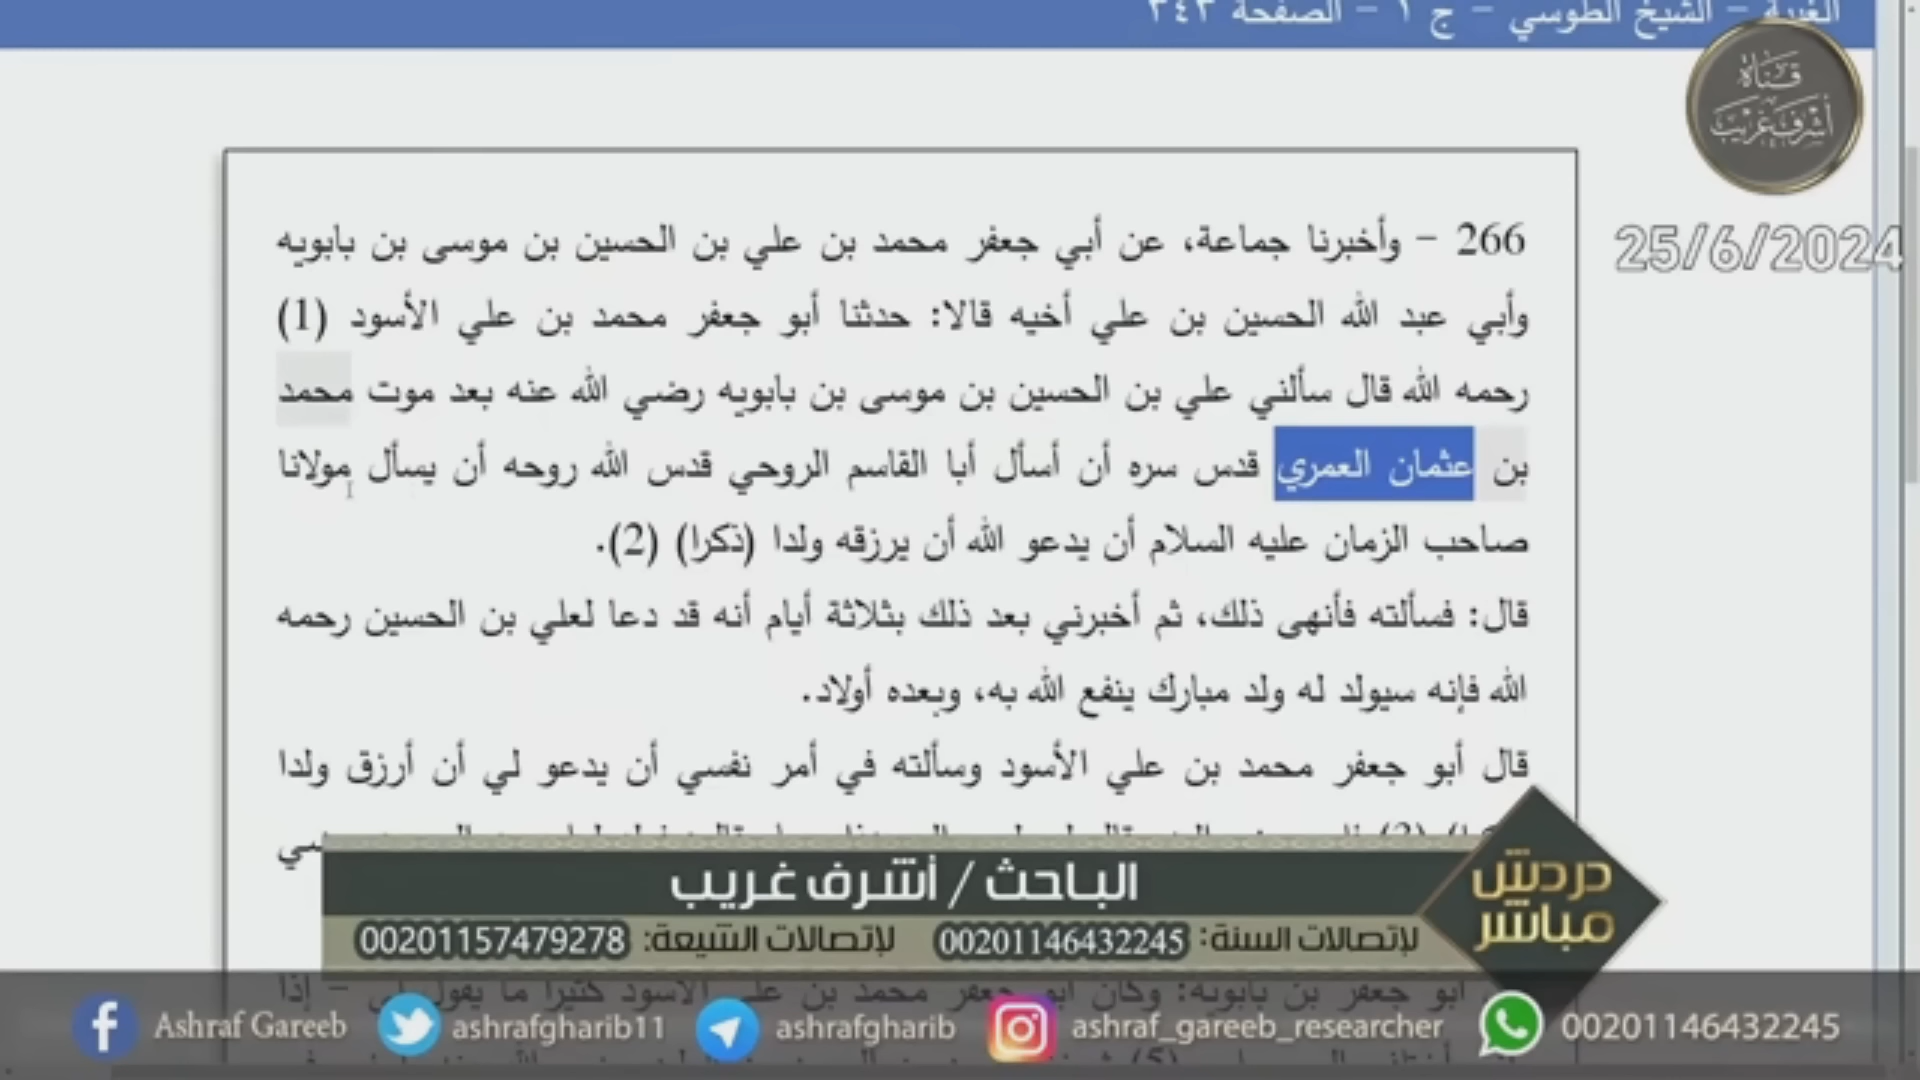 الغيبة - الشيخ الطوسي - ج ١ - الصفحة ٣٤٣
قناة
أشرف غريب
25/6/2024
266 - وأخبرنا جماعة، عن أبي جعفر محمد بن علي بن الحسين بن موسى بن بابويه
وأبي عبد الله الحسين بن علي أخيه قالا: حدثنا أبو جعفر محمد بن علي الأسود (1)
رحمه الله قال سألني علي بن الحسين بن موسى بن بابويه رضي الله عنه بعد موت محمد
بن عثمان العمري قدس سره أن أسأل أبا القاسم الروحي قدس الله روحه أن يسأل مولانا
صاحب الزمان عليه السلام أن يدعو الله أن يرزقه ولدا (ذكرا) (2).
قال: فسألته فأنهى ذلك، ثم أخبرني بعد ذلك بثلاثة أيام أنه قد دعا لعلي بن الحسين رحمه
الله فإنه سيولد له ولد مبارك ينفع الله به، وبعده أولاد.
قال أبو جعفر محمد بن علي الأسود وسألته في أمر نفسي أن يدعو لي أن أرزق ولدا
الباحث / أشرف غريب
دردش
مباشر
لإتصالات السنة: 00201146432245 لإتصالات الشيعة: 00201157479278
أبو جعفر بن بابويه: وكان أبو جعفر محمد بن علي الأسود كثيرا ما يقول لي - إذا
Ashraf Gareeb ashrafgharib11 ashrafgharib ashraf_gareeb_researcher 00201146432245